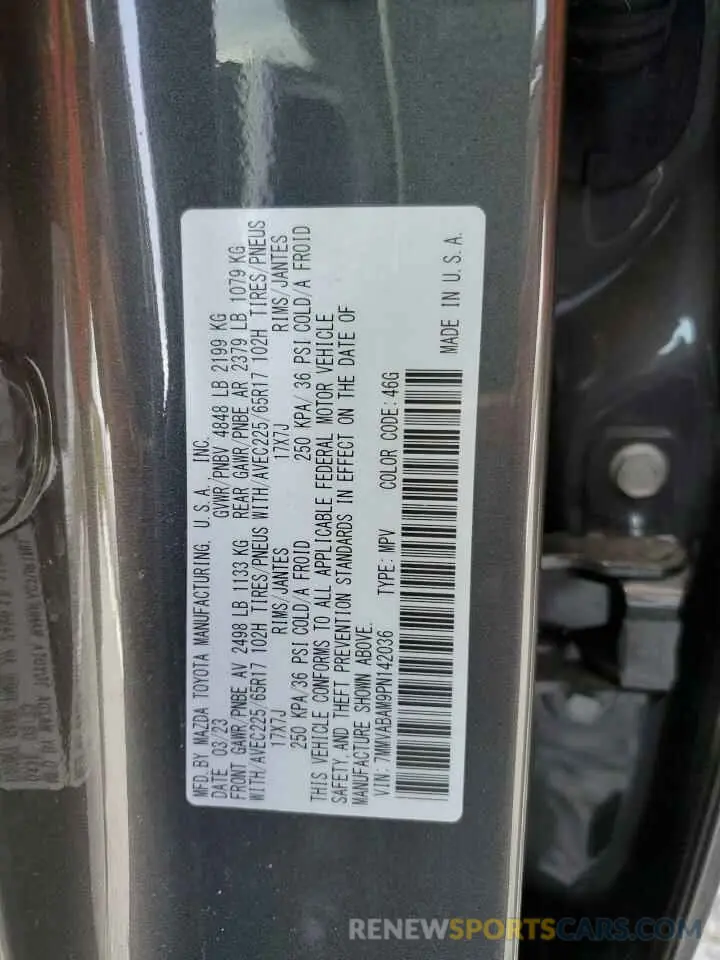 MFD.BY MAZDA TOYOTA MANUFACTURING, U.S.A., INC.
DATE 03/23 GVWR/PNBV 4848 LB 2199 KG
FRONT GAWR/PNBE AV 2498 LB 1133 KG REAR GAWR/PNBE AR 2379 LB 1079 KG
WITH/AVEC225/65R17 102H TIRES/PNEUS WITH/AVEC225/65R17 102H TIRES/PNEUS
17X7J RIMS/JANTES 17X7J RIMS/JANTES
250 KPA/36 PSI COLD/A FROID 250 KPA/ 36 PSI COLD/A FROID
THIS VEHICLE CONFORMS TO ALL APPLICABLE FEDERAL MOTOR VEHICLE
SAFETY AND THEFT PREVENTION STANDARDS IN EFFECT ON THE DATE OF
MANUFACTURE SHOWN ABOVE.
VIN: 7MMVABAM9PN142036 TYPE: MPV COLOR CODE: 46G
MADE IN U.S.A.
RENEWSPORTSCARS.COM